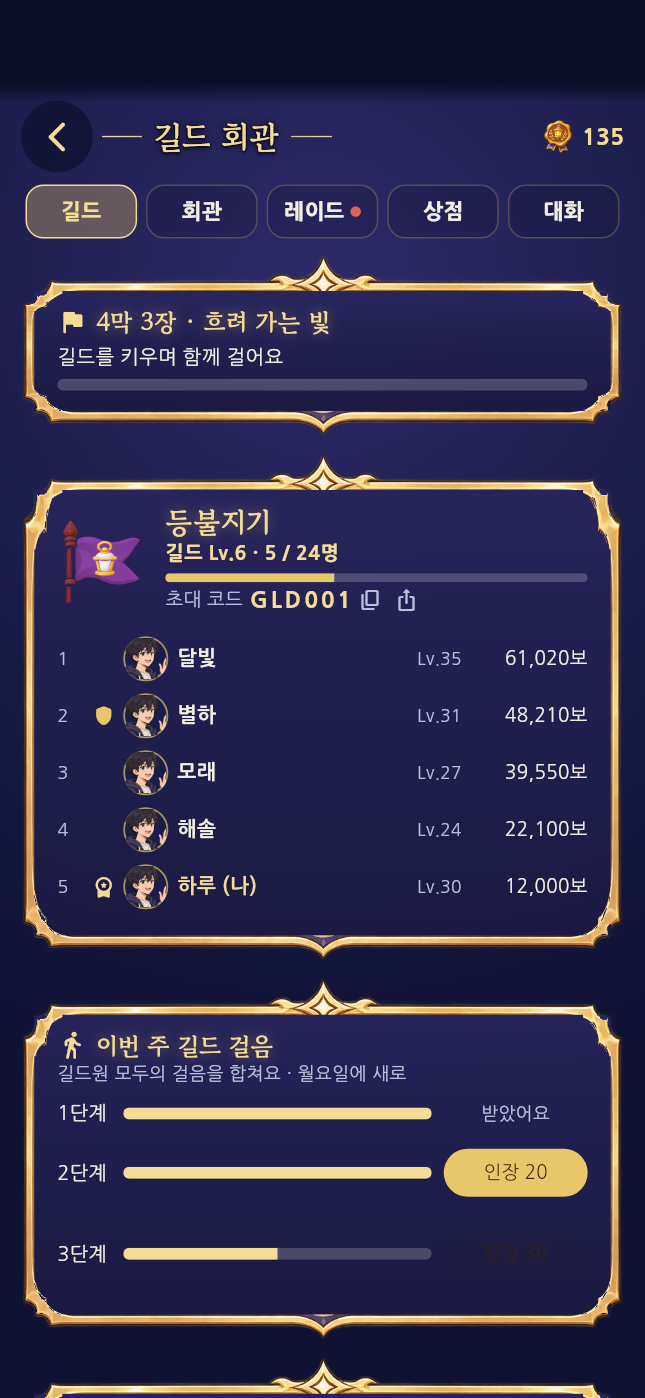 길드 회관
135
길드 회관 레이드 상점 대화
4막 3장 · 흐려 가는 빛
길드를 키우며 함께 걸어요
등불지기
길드 Lv.6 · 5 / 24명
초대 코드 GLD001
1 달빛 Lv.35 61,020보
2 별하 Lv.31 48,210보
3 모래 Lv.27 39,550보
4 해솔 Lv.24 22,100보
5 하루 (나) Lv.30 12,000보
이번 주 길드 걸음
길드원 모두의 걸음을 합쳐요 · 월요일에 새로
1단계 받았어요
2단계 인장 20
3단계 인장